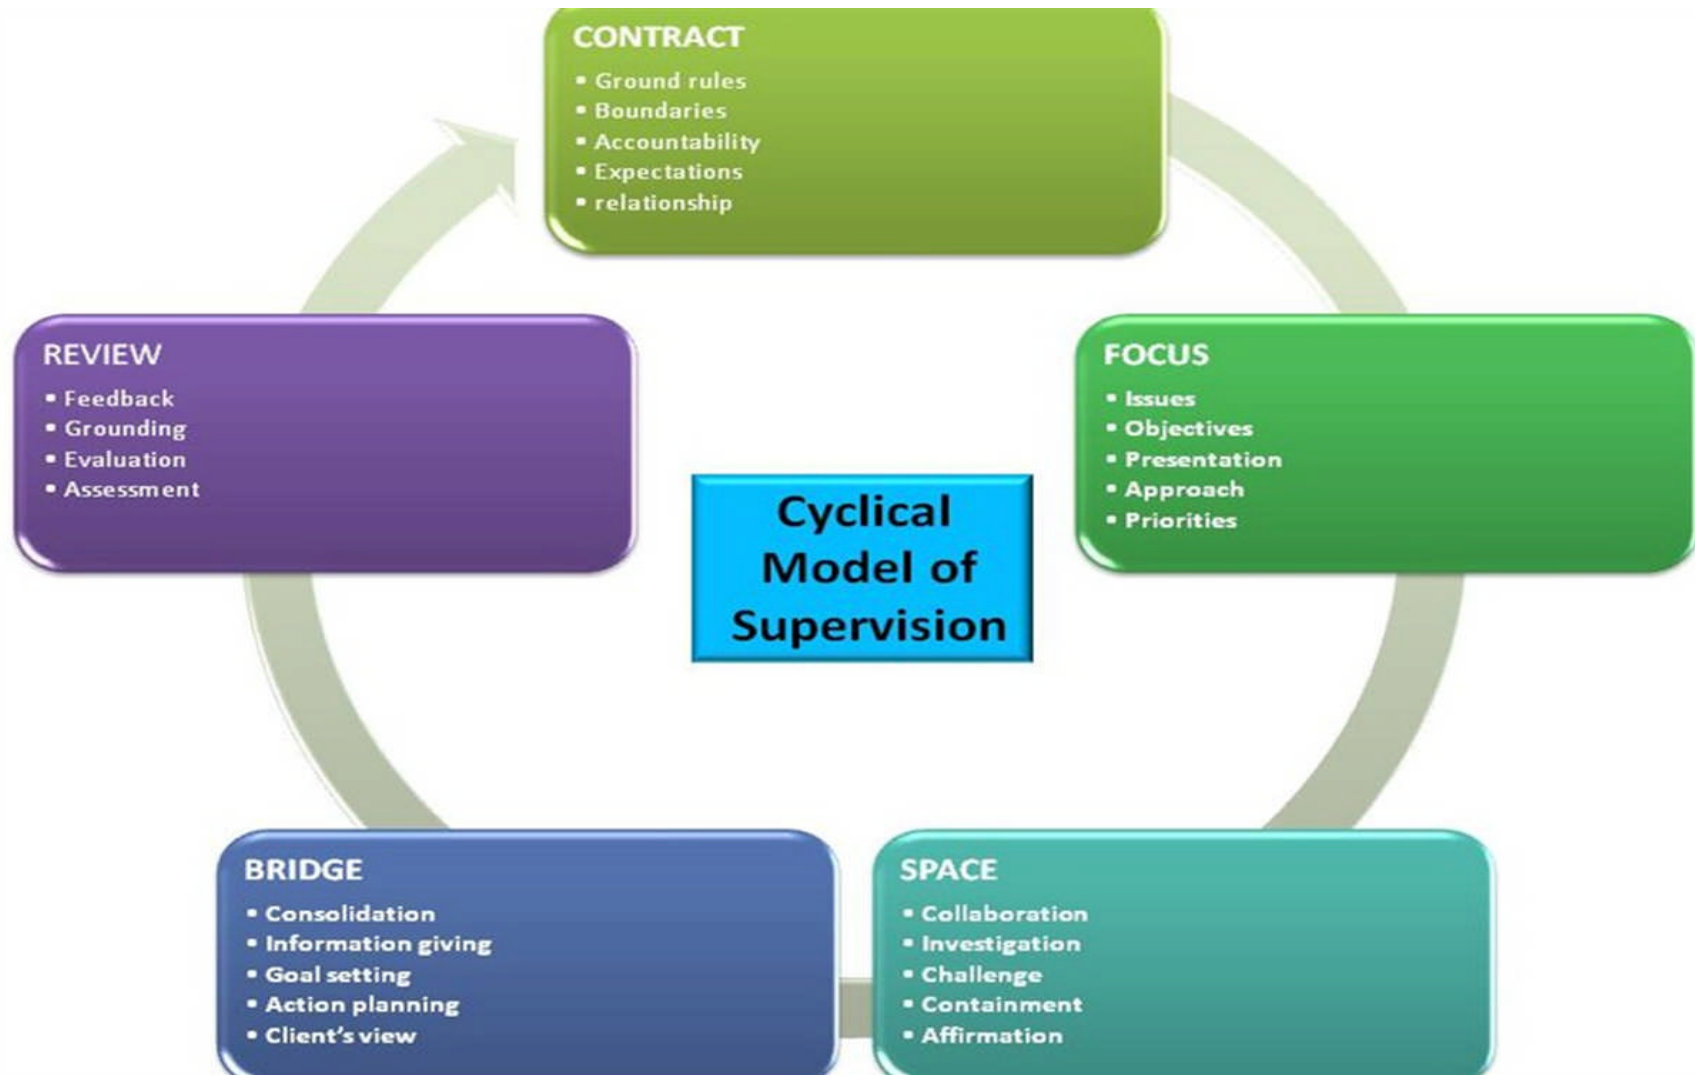 CONTRACT
▪ Ground rules
▪ Boundaries
▪ Accountability
▪ Expectations
▪ relationship
FOCUS
▪ Issues
▪ Objectives
▪ Presentation
▪ Approach
▪ Priorities
SPACE
▪ Collaboration
▪ Investigation
▪ Challenge
▪ Containment
▪ Affirmation
BRIDGE
▪ Consolidation
▪ Information giving
▪ Goal setting
▪ Action planning
▪ Client’s view
REVIEW
▪ Feedback
▪ Grounding
▪ Evaluation
▪ Assessment
Cyclical
Model of
Supervision